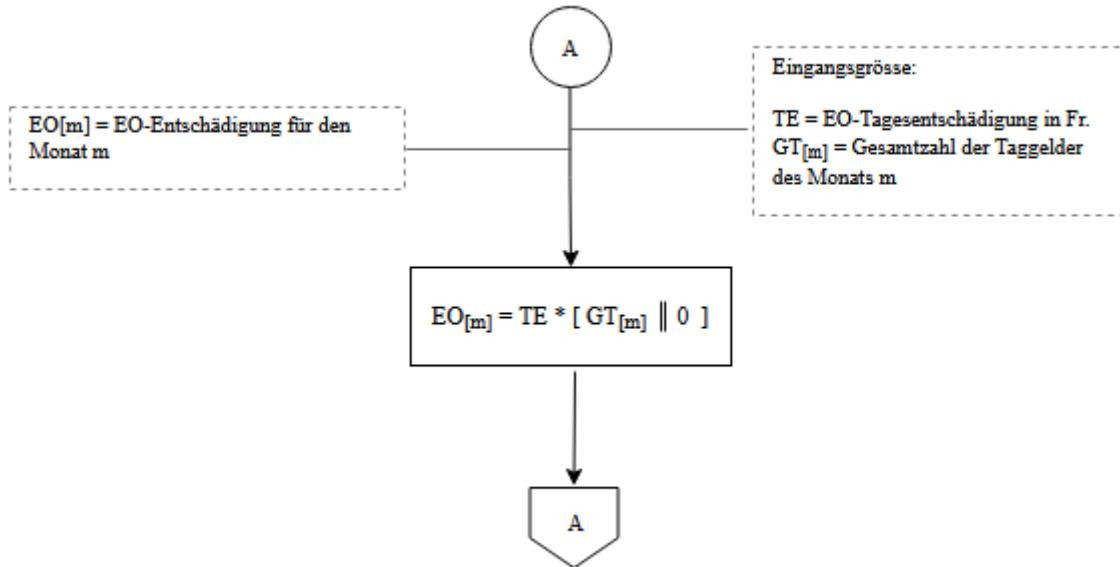 A
Eingangsgrösse:
TE = EO-Tagesentschädigung in Fr.
GT[m] = Gesamtzahl der Taggelder
des Monats m
EO[m] = EO-Entschädigung für den
Monat m
EO[m] = TE * [ GT[m] ‖ 0 ]
A